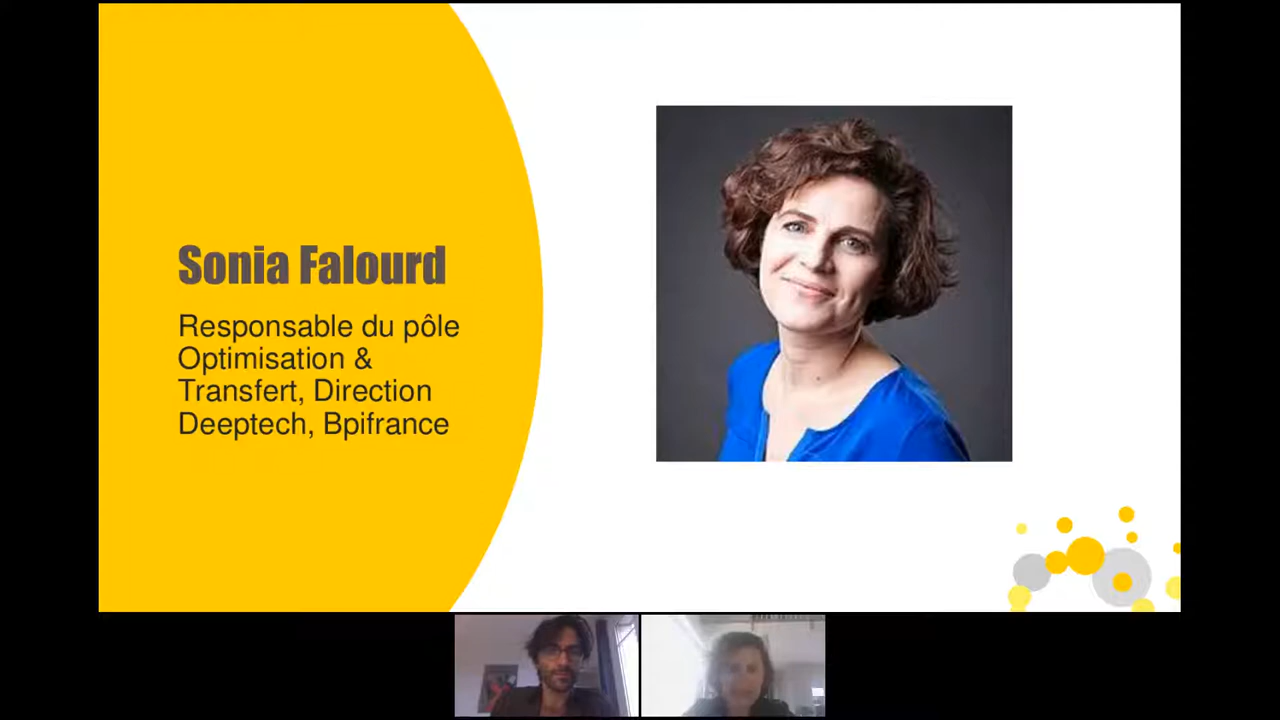 Sonia Falourd
Responsable du pôle
Optimisation &
Transfert, Direction
Deeptech, Bpifrance